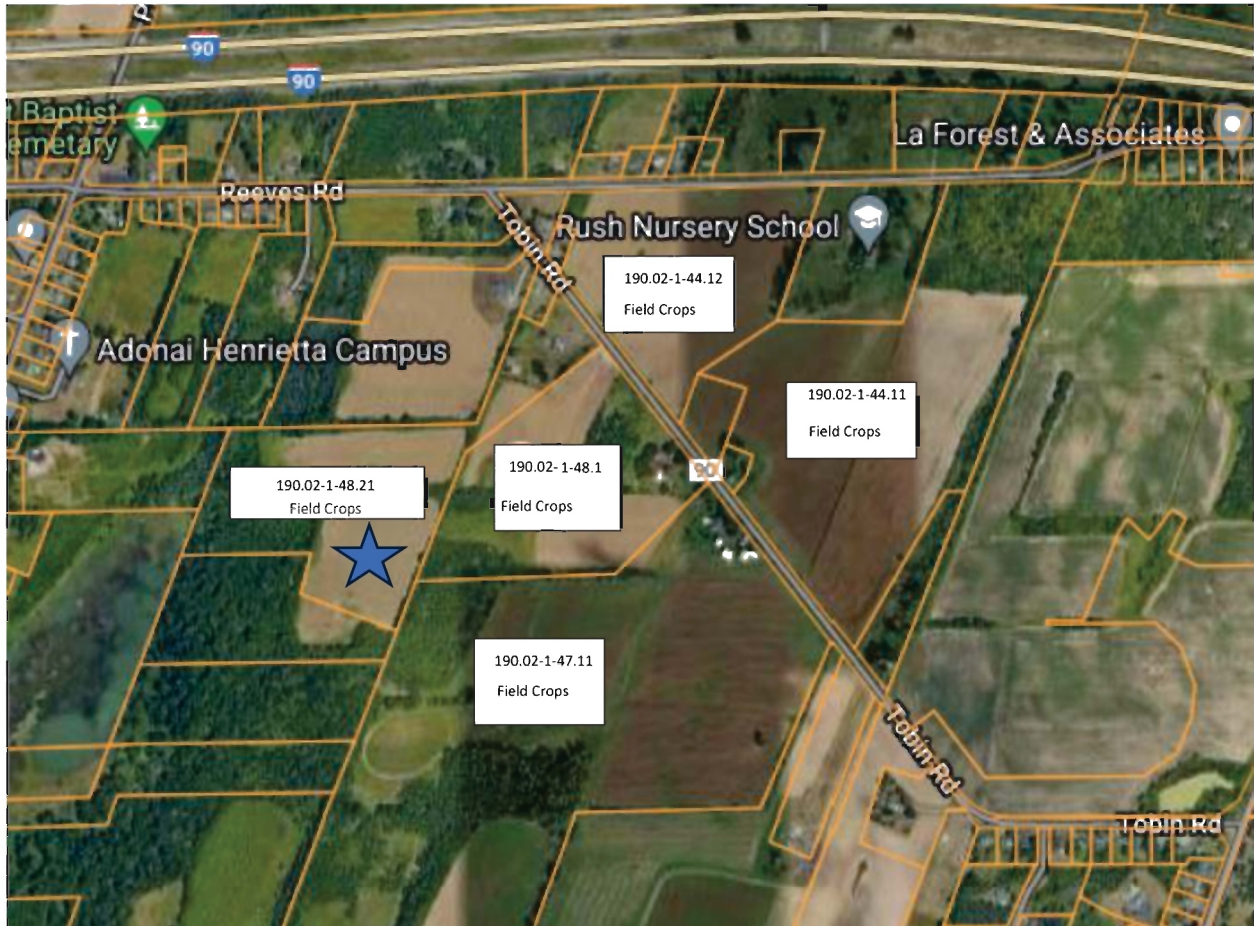 90
90
t Baptist
emetary
La Forest & Associates
Reeves Rd
Tobin Rd
Rush Nursery School
190.02-1-44.12
Field Crops
Adonai Henrietta Campus
190.02-1-44.11
Field Crops
190.02- 1-48.1
Field Crops
90
190.02-1-48.21
Field Crops
190.02-1-47.11
Field Crops
Tobin Rd
Tobin Rd